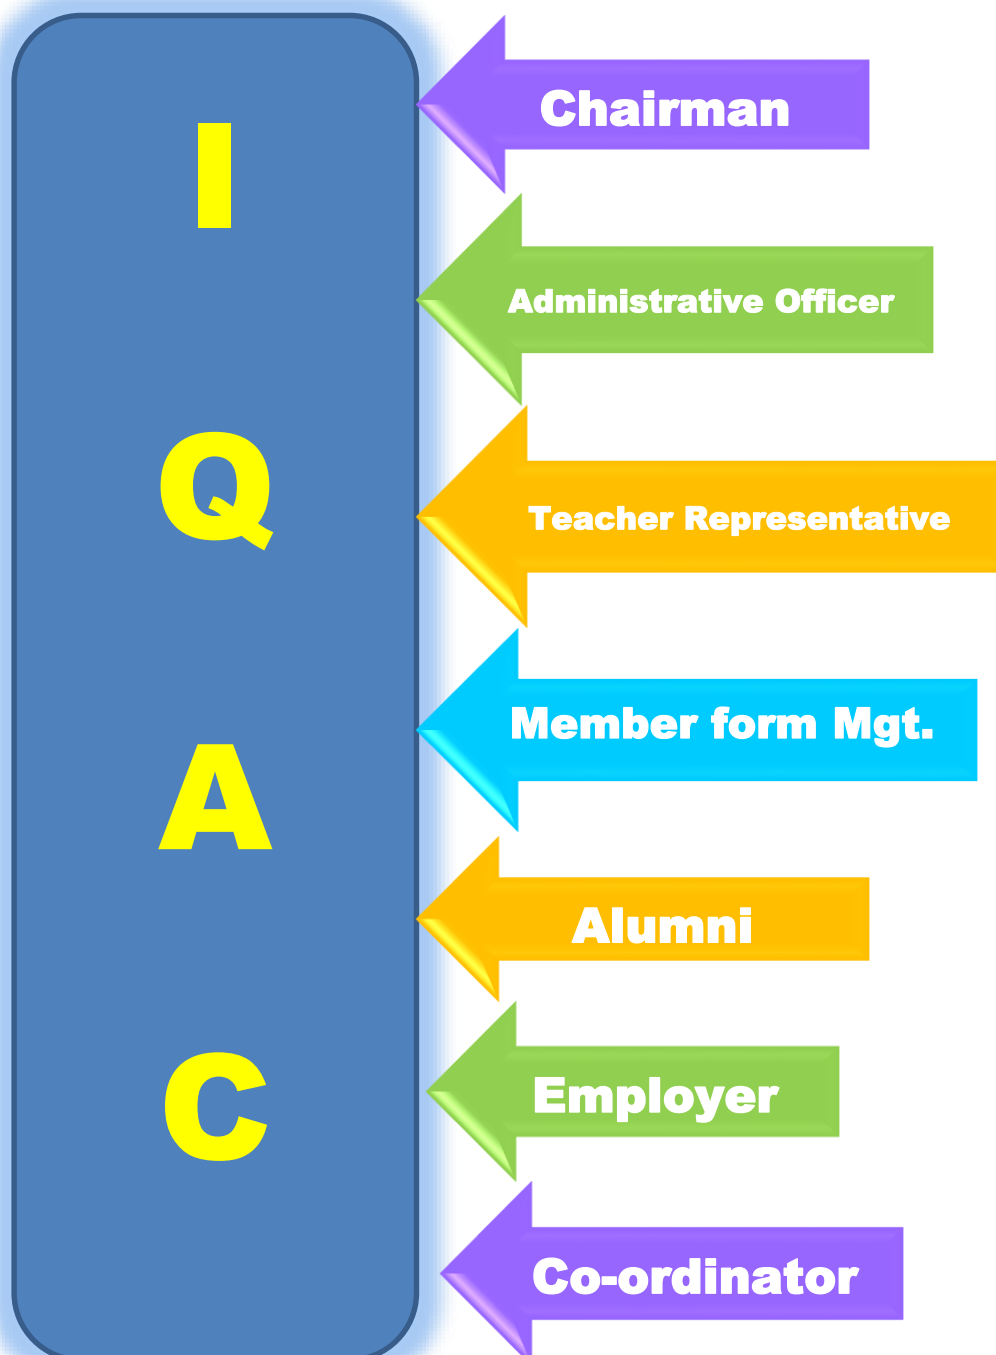 I
Q
A
C
Chairman
Administrative Officer
Teacher Representative
Member form Mgt.
Alumni
Employer
Co-ordinator